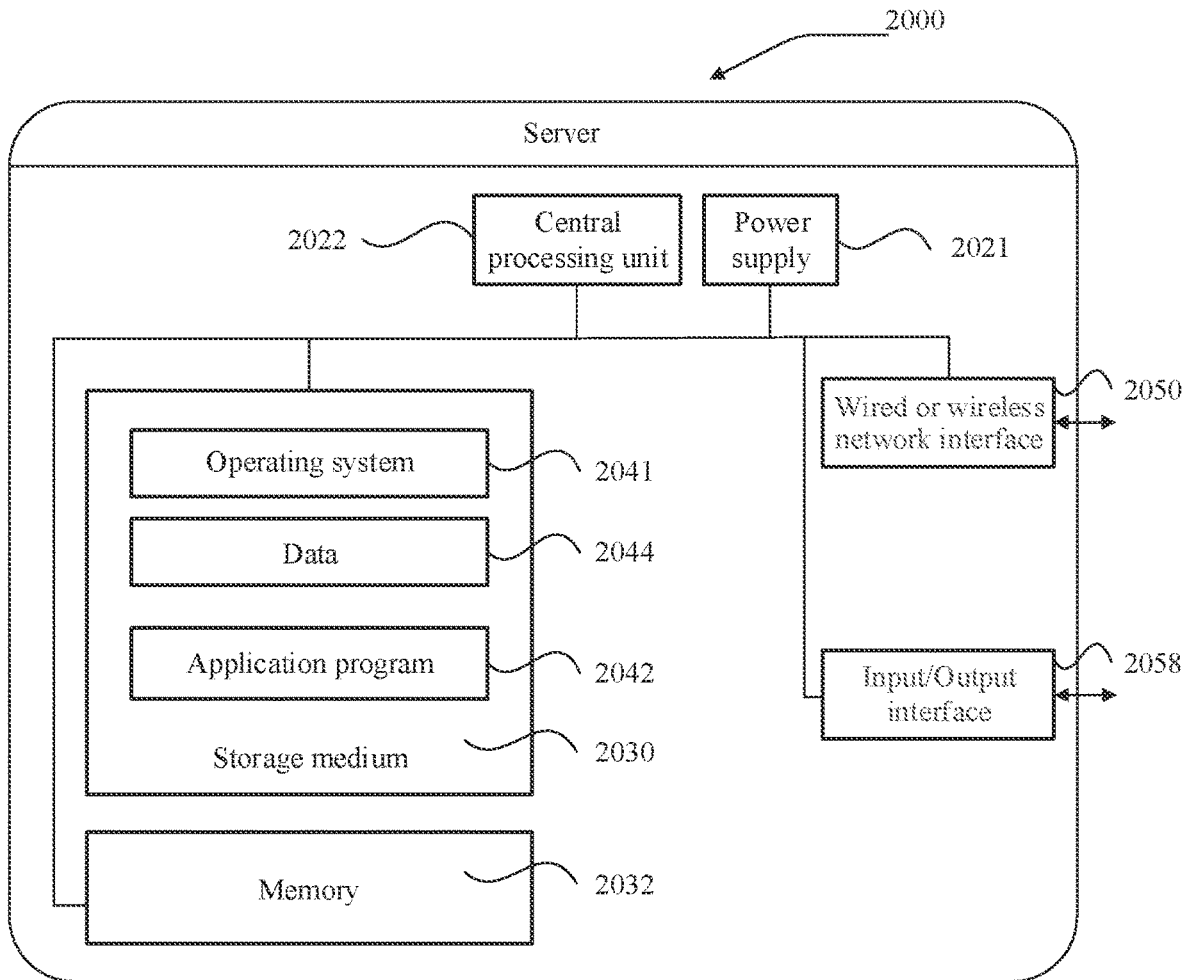 2000
Server
2022
Central
processing unit
Power
supply
2021
Wired or wireless
network interface
2050
Operating system
2041
Data
2044
Application program
2042
Input/Output
interface
2058
Storage medium
2030
Memory
2032